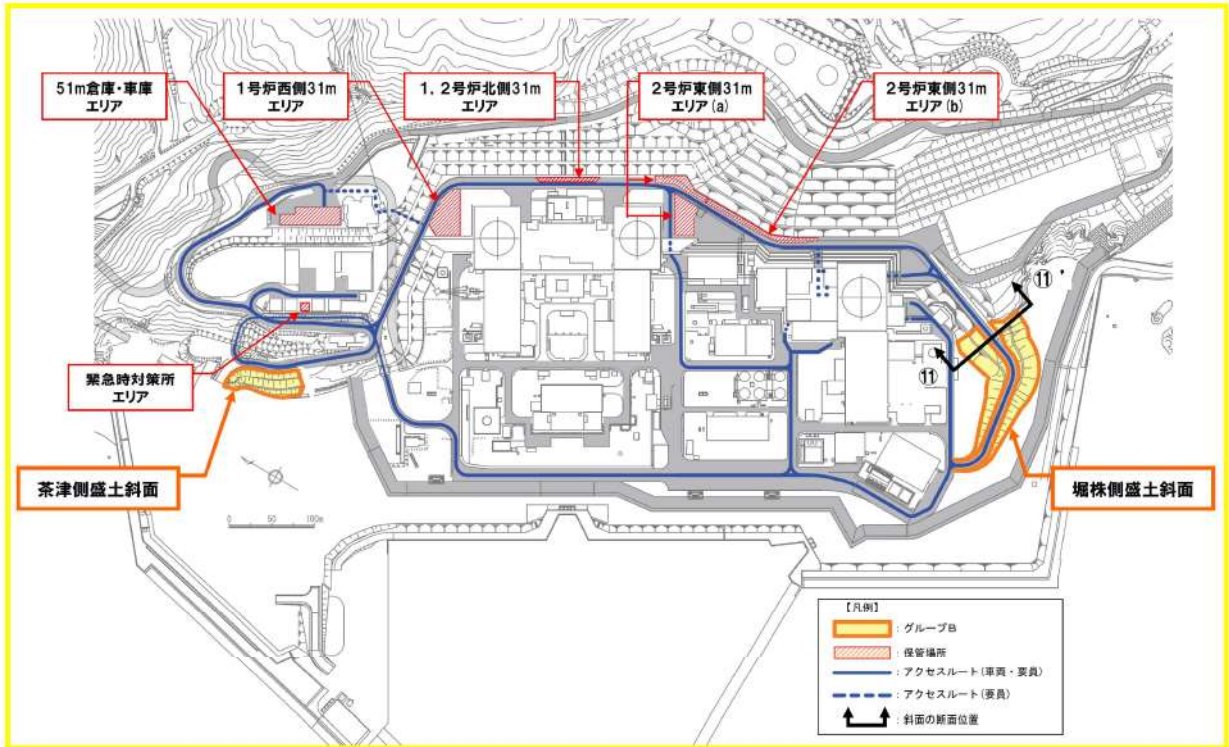 51m倉庫・車庫
エリア
1号炉西側31m
エリア
1，2号炉北側31m
エリア
2号炉東側31m
エリア(a)
2号炉東側31m
エリア(b)
⑪
⑪
緊急時対策所
エリア
茶津側盛土斜面
堀株側盛土斜面
0 50 100m
【凡例】
：グループB
：保管場所
：アクセスルート(車両・要員)
：アクセスルート(要員)
：斜面の断面位置